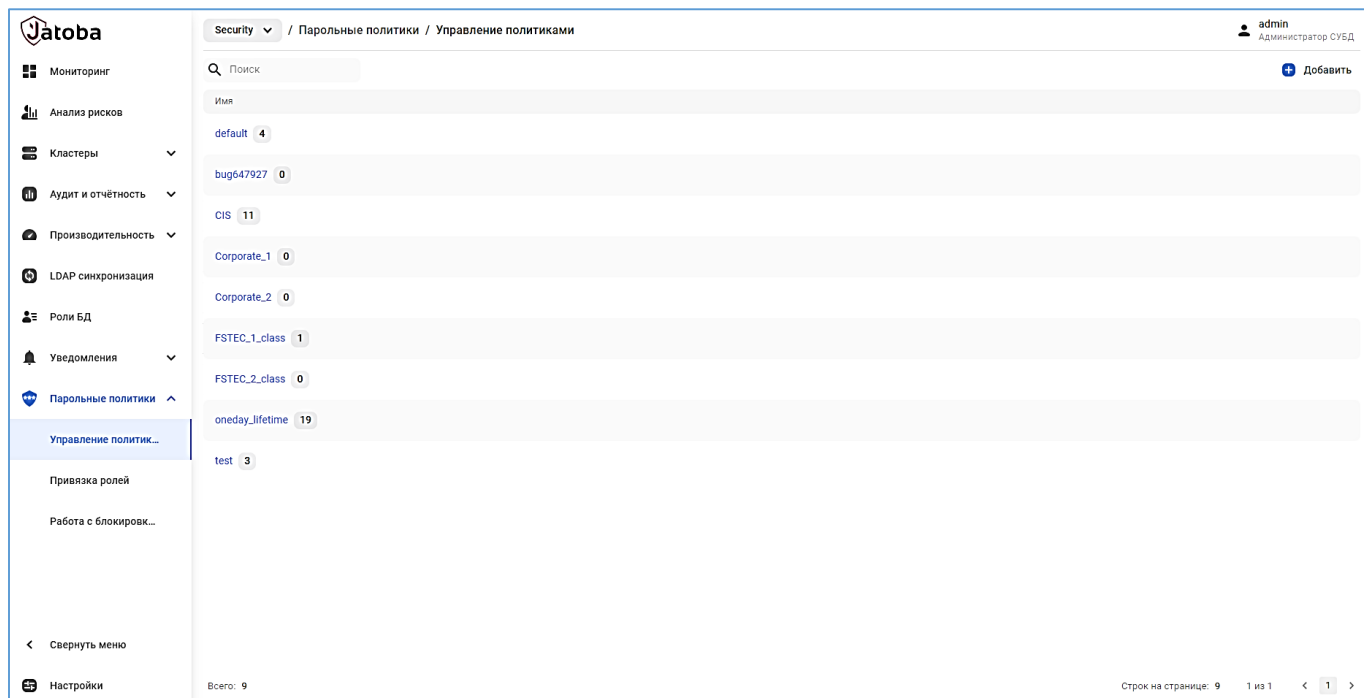 Jatoba
Мониторинг
Анализ рисков
Кластеры
Аудит и отчётность
Производительность
LDAP синхронизация
Роли БД
Уведомления
Парольные политики
Управление политик...
Привязка ролей
Работа с блокировк...
Свернуть меню
Настройки
Security / Парольные политики / Управление политиками
admin
Администратор СУБД
Поиск
Добавить
Имя
default 4
bug647927 0
CIS 11
Corporate_1 0
Corporate_2 0
FSTEC_1_class 1
FSTEC_2_class 0
oneday_lifetime 19
test 3
Всего: 9
Строк на странице: 9 1 из 1 < 1 >